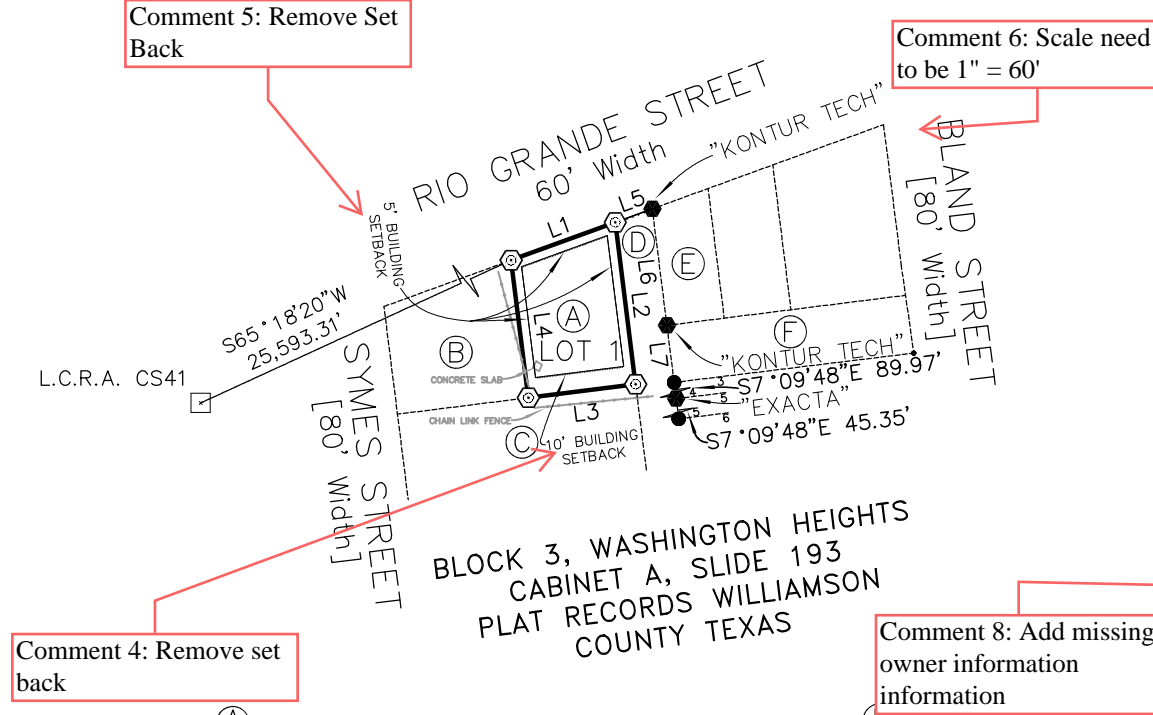 Comment 5: Remove Set
Back
Comment 6: Scale need
to be 1" = 60'
RIO GRANDE STREET
60' Width
"KONTUR TECH"
BLAND STREET
[80' Width]
5' BUILDING
SETBACK
L5
L1
D
E
L6
L2
L4
A
LOT 1
B
F
S65°18'20"W
25,593.31'
L.C.R.A. CS41
SYMES STREET
[80' Width]
CONCRETE SLAB
CHAIN LINK FENCE
L3
L7
"KONTUR TECH"
3
S7°09'48"E 89.97'
4
5
"EXACTA"
5
6
S7°09'48"E 45.35'
C
10' BUILDING
SETBACK
BLOCK 3, WASHINGTON HEIGHTS
CABINET A, SLIDE 193
PLAT RECORDS WILLIAMSON
COUNTY TEXAS
Comment 4: Remove set
back
Comment 8: Add missing
owner information
information
A